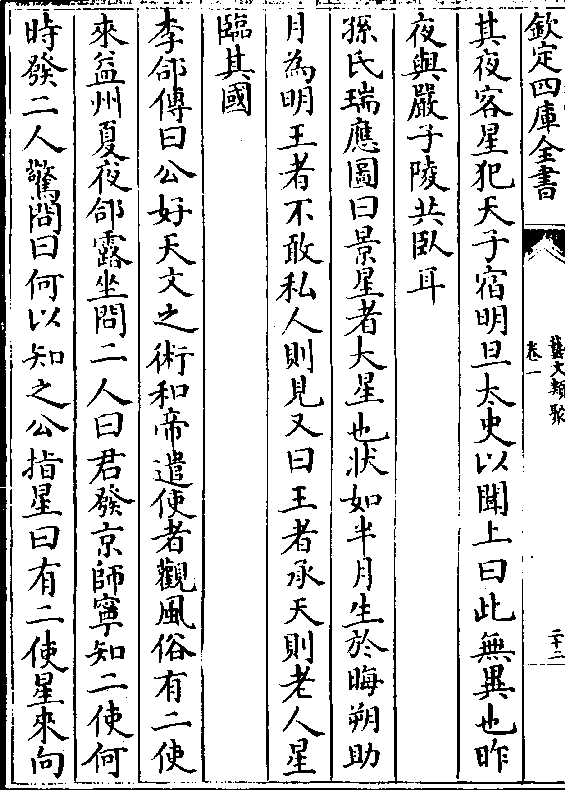 欽定四庫全書
藝文類聚
卷一
二十二
其夜客星犯天子宿明旦太史以聞上曰此無異也昨
夜與嚴子陵共臥耳
孫氏瑞應圖曰景星者大星也狀如半月生於晦朔助
月為明王者不敢私人則見又曰王者承天則老人星
臨其國
李郃傳曰公好天文之術和帝遣使者觀風俗有二使
來益州夏夜郃露坐問二人曰君發京師寧知二使何
時發二人驚問曰何以知之公指星曰有二使星來向